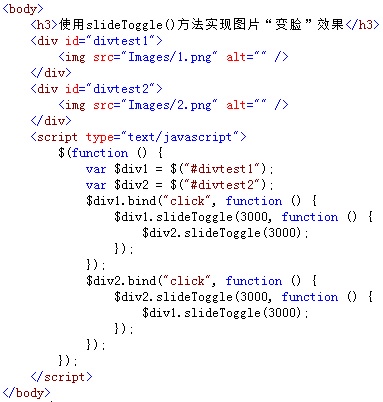 <body>
<h3>使用slideToggle()方法实现图片“变脸”效果</h3>
<div id="divtest1">
<img src="Images/1.png" alt="" />
</div>
<div id="divtest2">
<img src="Images/2.png" alt="" />
</div>
<script type="text/javascript">
$(function () {
var $div1 = $("#divtest1");
var $div2 = $("#divtest2");
$div1.bind("click", function () {
$div1.slideToggle(3000, function () {
$div2.slideToggle(3000);
});
});
$div2.bind("click", function () {
$div2.slideToggle(3000, function () {
$div1.slideToggle(3000);
});
});
});
</script>
</body>